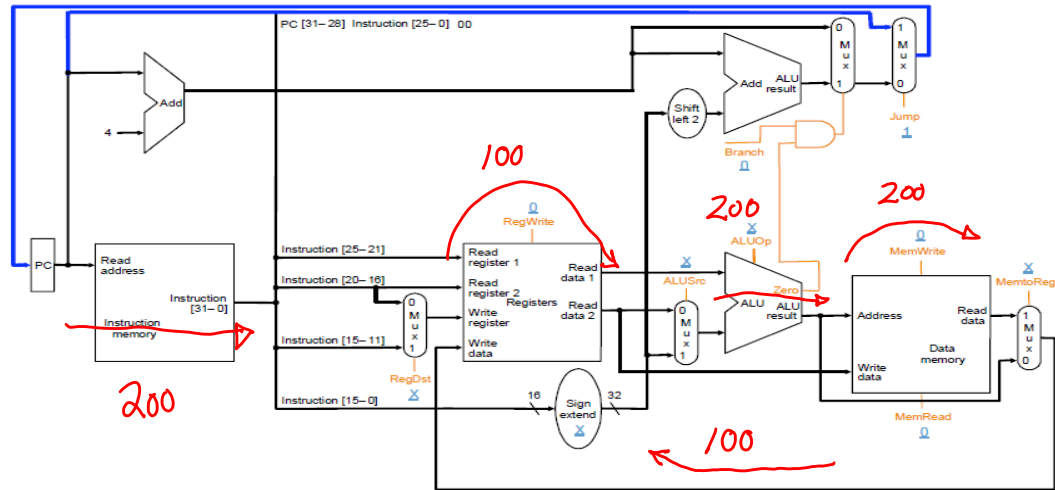 PC [31–28] Instruction [25–0] 00
4
Add
Add
ALU
result
0
M
u
x
1
1
M
u
x
0
Shift
left 2
Jump
1
Branch
0
100
200
200
0
RegWrite
X
ALUOp
0
MemWrite
X
ALUSrc
X
MemtoReg
PC
Read
address
Instruction
[31–0]
Instruction
memory
200
Instruction [25–21]
Instruction [20–16]
Instruction [15–11]
Instruction [15–0]
0
M
u
x
1
RegDst
X
Read
register 1
Read
register 2
Write
register
Write
data
Registers
Read
data 1
Read
data 2
16
Sign
extend
X
32
0
M
u
x
1
Zero
ALU
ALU
result
Address
Write
data
Read
data
Data
memory
1
M
u
x
0
MemRead
0
100